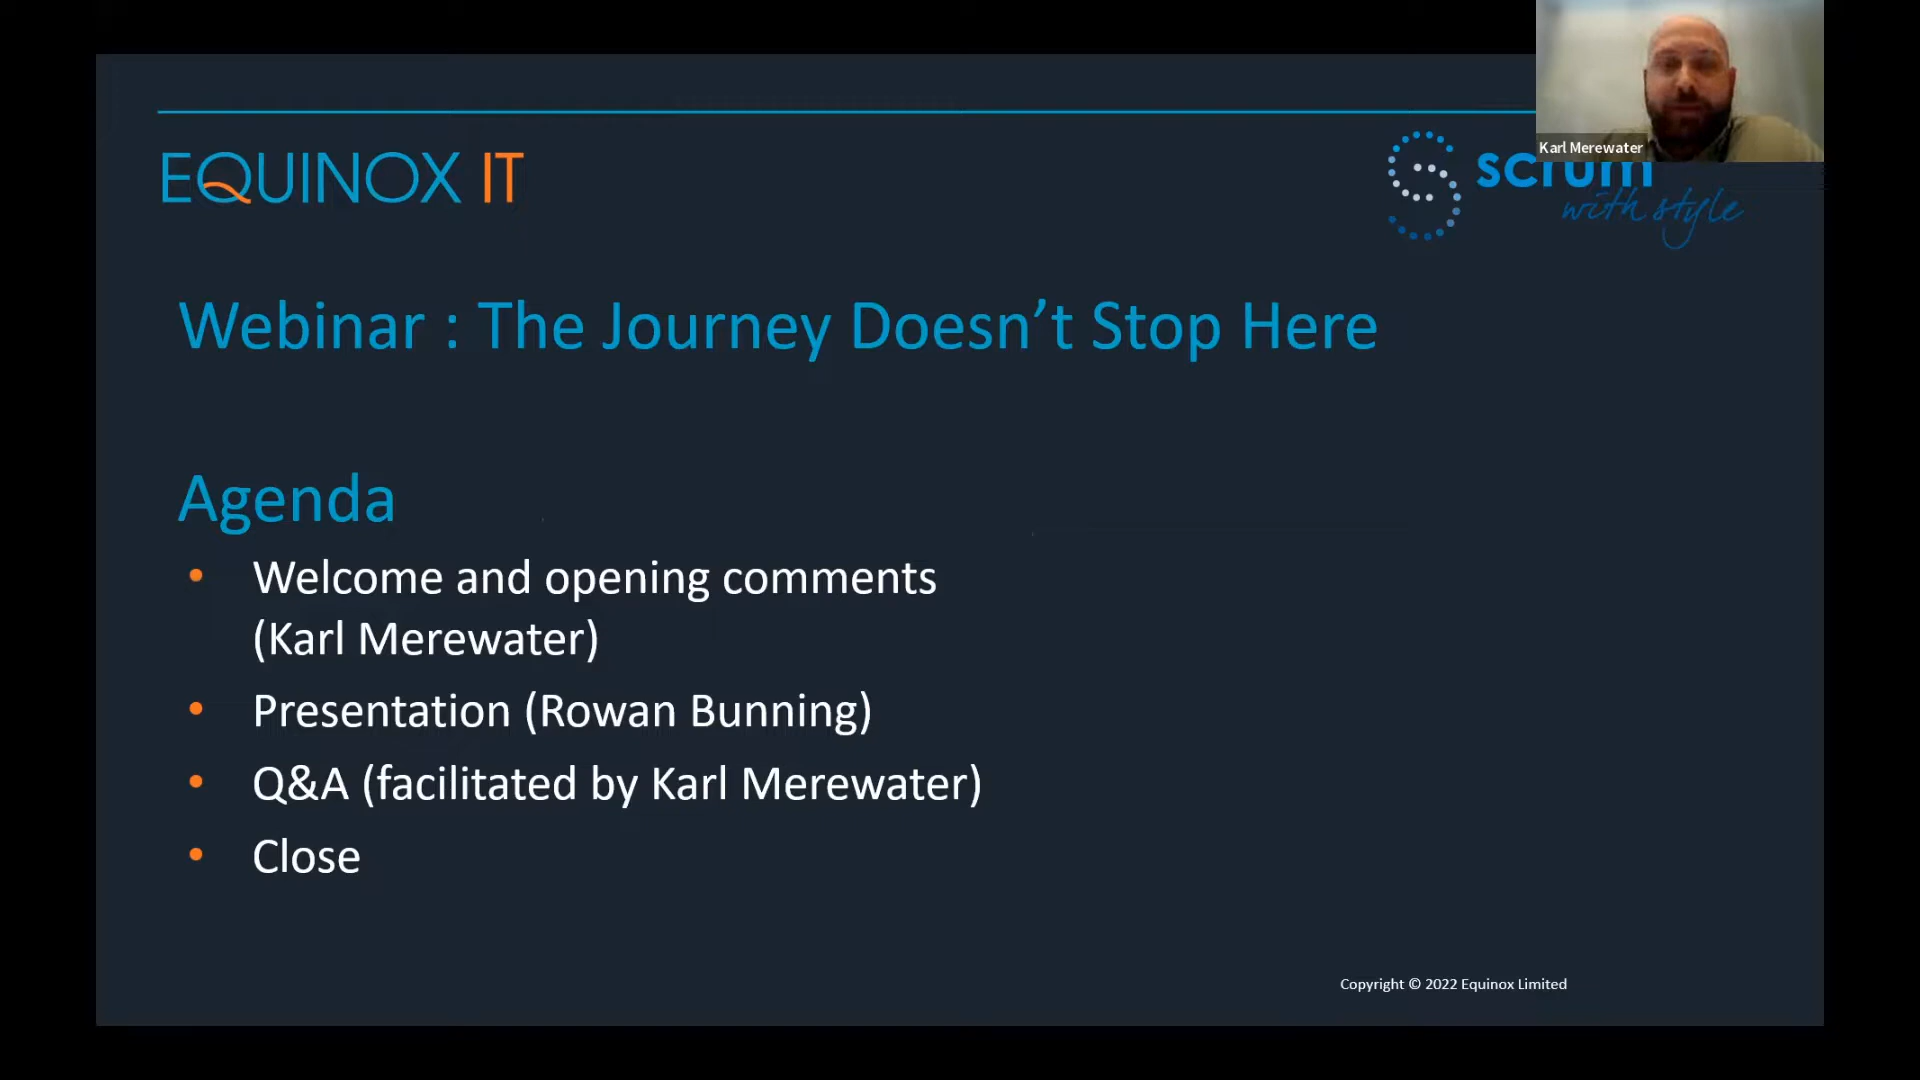 Karl Merewater
EQUINOX IT
scrum
with style
Webinar : The Journey Doesn’t Stop Here
Agenda
• Welcome and opening comments
(Karl Merewater)
• Presentation (Rowan Bunning)
• Q&A (facilitated by Karl Merewater)
• Close
Copyright © 2022 Equinox Limited